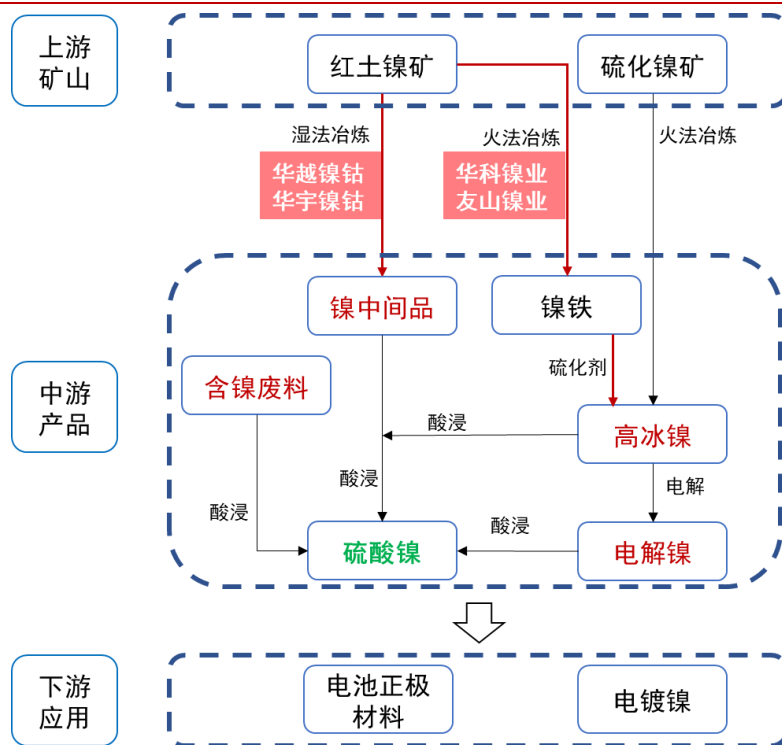 上游
矿山
红土镍矿
硫化镍矿
湿法冶炼
火法冶炼
火法冶炼
华越镍钴
华宇镍钴
华科镍业
友山镍业
镍中间品
镍铁
硫化剂
中游
产品
含镍废料
酸浸
高冰镍
酸浸
电解
酸浸
酸浸
硫酸镍
电解镍
下游
应用
电池正极
材料
电镀镍